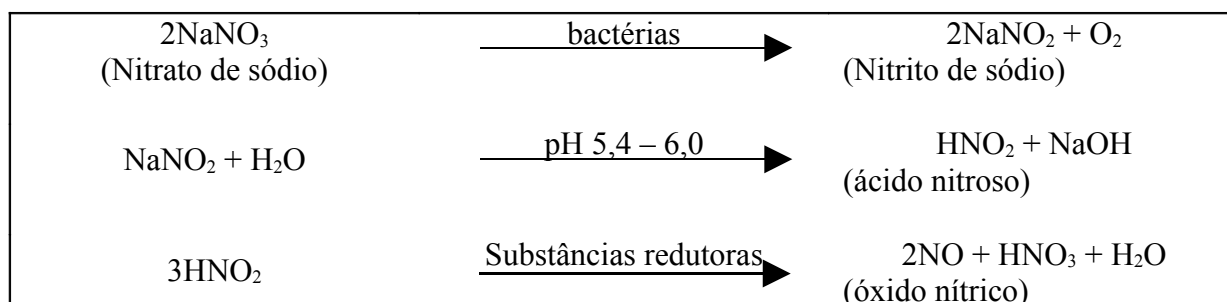 2NaNO₃ bactérias 2NaNO₂ + O₂
(Nitrato de sódio) (Nitrito de sódio)
NaNO₂ + H₂O pH 5,4 – 6,0 HNO₂ + NaOH
(ácido nitroso)
3HNO₂ Substâncias redutoras 2NO + HNO₃ + H₂O
(óxido nítrico)